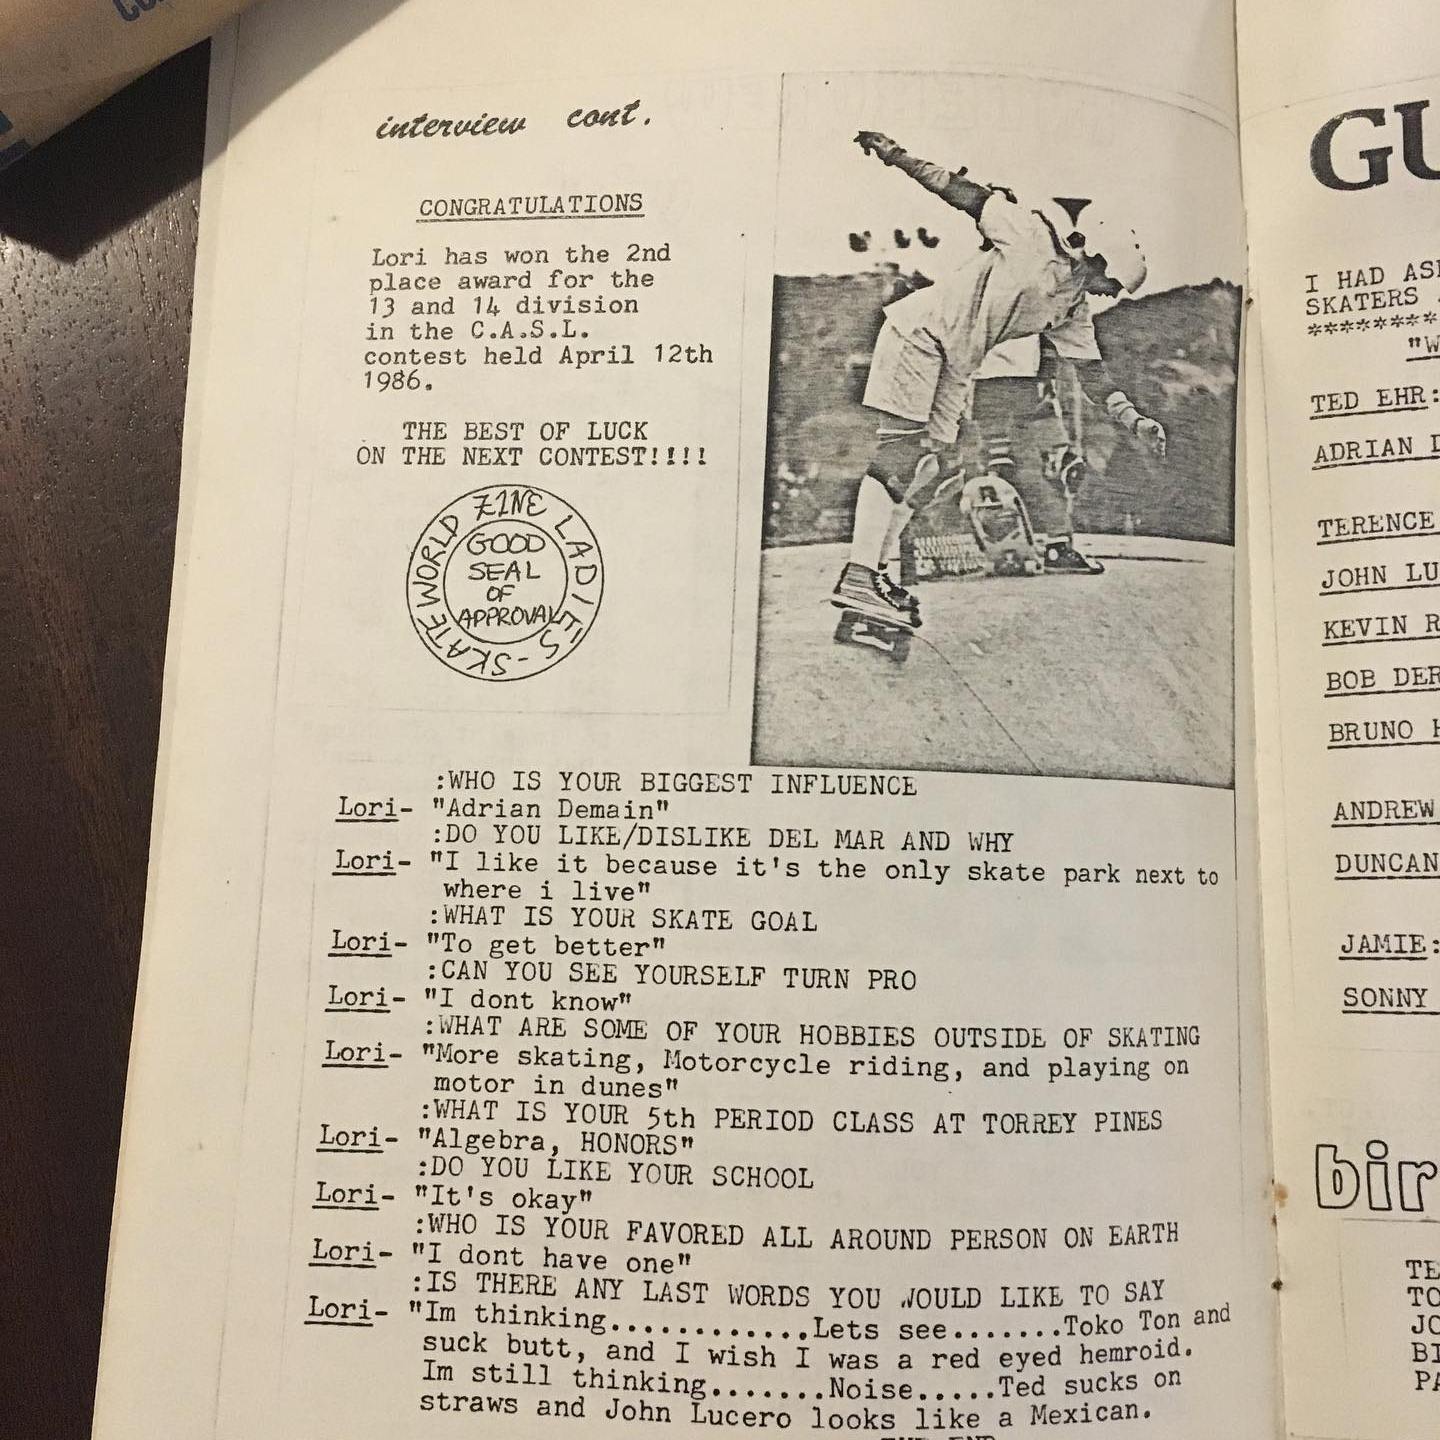 interview cont.
CONGRATULATIONS
Lori has won the 2nd
place award for the
13 and 14 division
in the C.A.S.L.
contest held April 12th
1986.
THE BEST OF LUCK
ON THE NEXT CONTEST!!!!
SKATE WORLD ZINE LADIES -
GOOD
SEAL
OF
APPROVAL
:WHO IS YOUR BIGGEST INFLUENCE
Lori- "Adrian Demain"
:DO YOU LIKE/DISLIKE DEL MAR AND WHY
Lori- "I like it because it's the only skate park next to
where i live"
:WHAT IS YOUR SKATE GOAL
Lori- "To get better"
:CAN YOU SEE YOURSELF TURN PRO
Lori- "I dont know"
:WHAT ARE SOME OF YOUR HOBBIES OUTSIDE OF SKATING
Lori- "More skating, Motorcycle riding, and playing on
motor in dunes"
:WHAT IS YOUR 5th PERIOD CLASS AT TORREY PINES
Lori- "Algebra, HONORS"
:DO YOU LIKE YOUR SCHOOL
Lori- "It's okay"
:WHO IS YOUR FAVORED ALL AROUND PERSON ON EARTH
Lori- "I dont have one"
:IS THERE ANY LAST WORDS YOU WOULD LIKE TO SAY
Lori- "Im thinking............Lets see.......Toko Ton and
suck butt, and I wish I was a red eyed hemroid.
Im still thinking.......Noise.....Ted sucks on
straws and John Lucero looks like a Mexican.
GU
I HAD AS
SKATERS
********
"W
TED EHR:
ADRIAN D
TERENCE
JOHN LU
KEVIN R
BOB DER
BRUNO H
ANDREW
DUNCAN
JAMIE:
SONNY
bir
TE
TO
JO
BI
PA